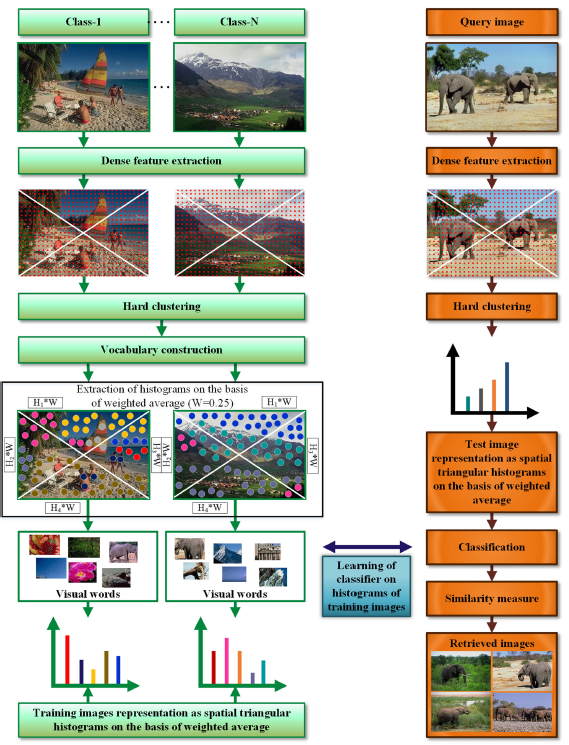 Class-1
Class-N
Dense feature extraction
Hard clustering
Vocabulary construction
Extraction of histograms on the basis
of weighted average (W=0.25)
H₁*W
H₁*W
H₂*W
H₃*W
H₂*W
H₃*W
H₄*W
H₄*W
Visual words
Visual words
Training images representation as spatial triangular
histograms on the basis of weighted average
Learning of
classifier on
histograms of
training images
Query image
Dense feature extraction
Hard clustering
Test image
representation as spatial
triangular histograms
on the basis of weighted
average
Classification
Similarity measure
Retrieved images